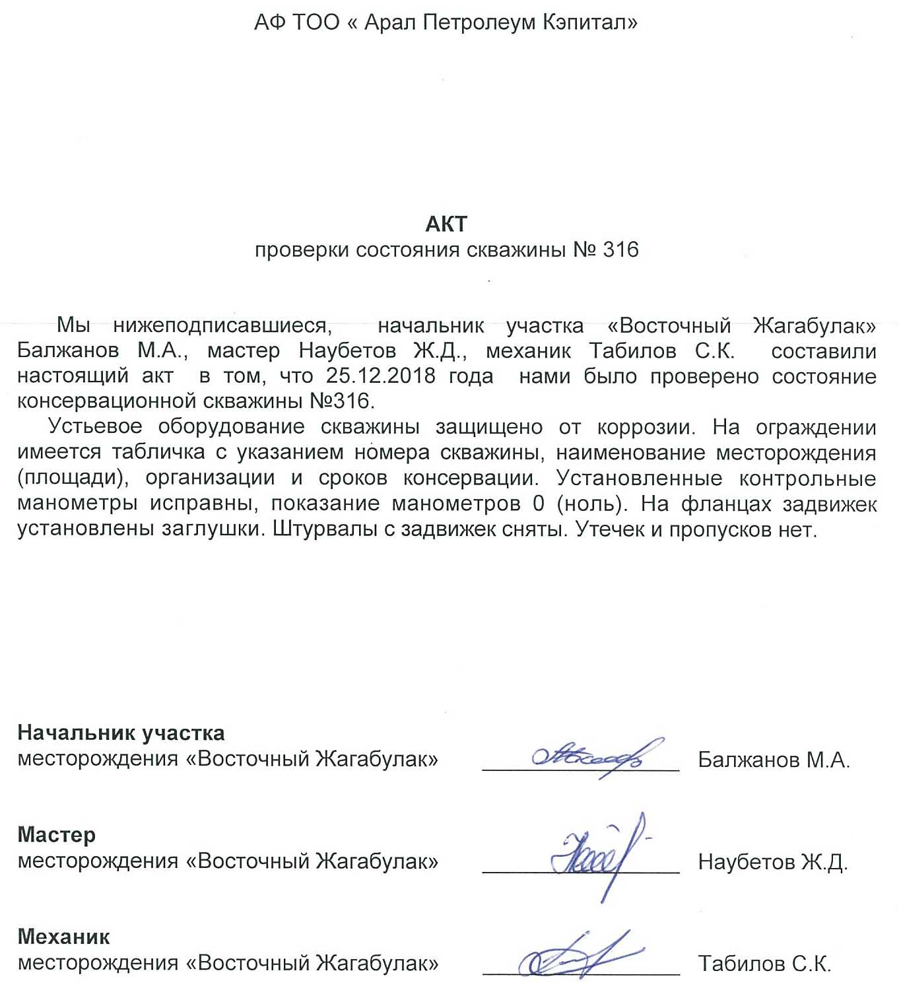 АФ ТОО « Арал Петролеум Кэпитал»
АКТ
проверки состояния скважины № 316
Мы нижеподписавшиеся, начальник участка «Восточный Жагабулак»
Балжанов М.А., мастер Наубетов Ж.Д., механик Табилов С.К. составили
настоящий акт в том, что 25.12.2018 года нами было проверено состояние
консервационной скважины №316.
Устьевое оборудование скважины защищено от коррозии. На ограждении
имеется табличка с указанием номера скважины, наименование месторождения
(площади), организации и сроков консервации. Установленные контрольные
манометры исправны, показание манометров 0 (ноль). На фланцах задвижек
установлены заглушки. Штурвалы с задвижек сняты. Утечек и пропусков нет.
Начальник участка
месторождения «Восточный Жагабулак» Балжанов М.А.
Мастер
месторождения «Восточный Жагабулак» Наубетов Ж.Д.
Механик
месторождения «Восточный Жагабулак» Табилов С.К.